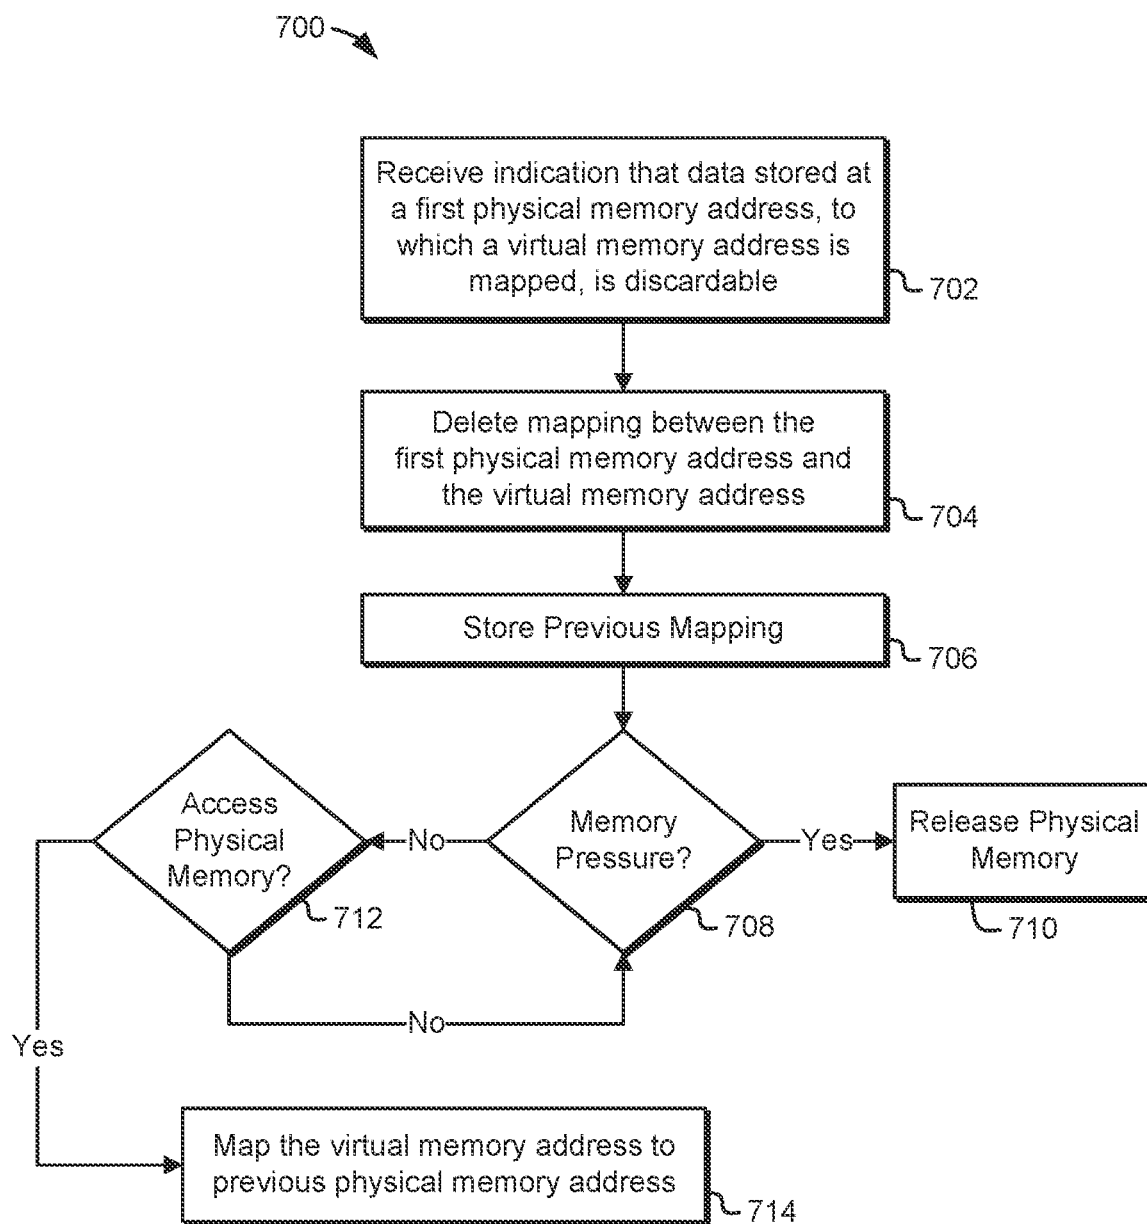 700
Receive indication that data stored at
a first physical memory address, to
which a virtual memory address is
mapped, is discardable
702
Delete mapping between the
first physical memory address and
the virtual memory address
704
Store Previous Mapping
706
Access
Physical
Memory?
712
No
Memory
Pressure?
708
Yes
Release Physical
Memory
710
No
Yes
Map the virtual memory address to
previous physical memory address
714